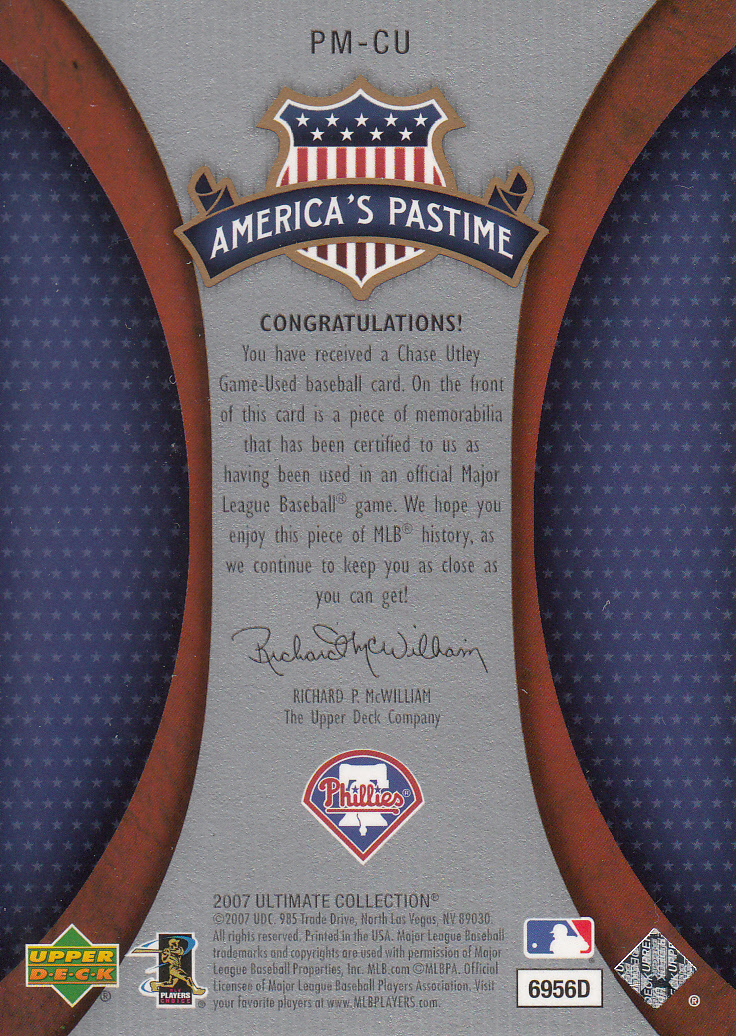 PM-CU
AMERICA'S PASTIME
CONGRATULATIONS!
You have received a Chase Utley
Game-Used baseball card. On the front
of this card is a piece of memorabilia
that has been certified to us as
having been used in an official Major
League Baseball® game. We hope you
enjoy this piece of MLB® history, as
we continue to keep you as close as
you can get!
Richard P McWilliam
RICHARD P. McWILLIAM
The Upper Deck Company
Phillies®
2007 ULTIMATE COLLECTION®
©2007 UDC. 985 Trade Drive, North Las Vegas, NV 89030.
All rights reserved. Printed in the USA. Major League Baseball
trademarks and copyrights are used with permission of Major
League Baseball Properties, Inc. MLB.com ©MLBPA. Official
Licensee of Major League Baseball Players Association. Visit
your favorite players at www.MLBPLAYERS.com.
UPPER
D·E·C·K
®
PLAYERS
CHOICE
6956D
®